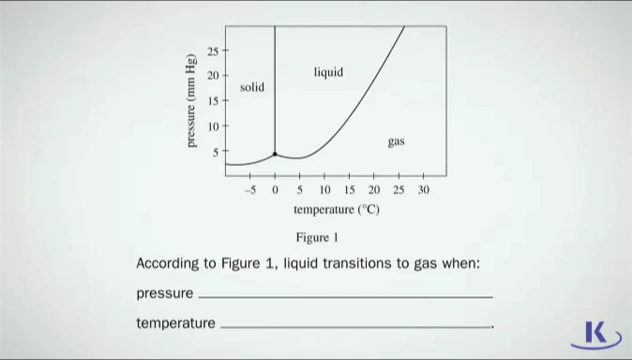 pressure (mm Hg)
25
20
15
10
5
solid
liquid
gas
–5 0 5 10 15 20 25 30
temperature (°C)
Figure 1
According to Figure 1, liquid transitions to gas when:
pressure
temperature .
K